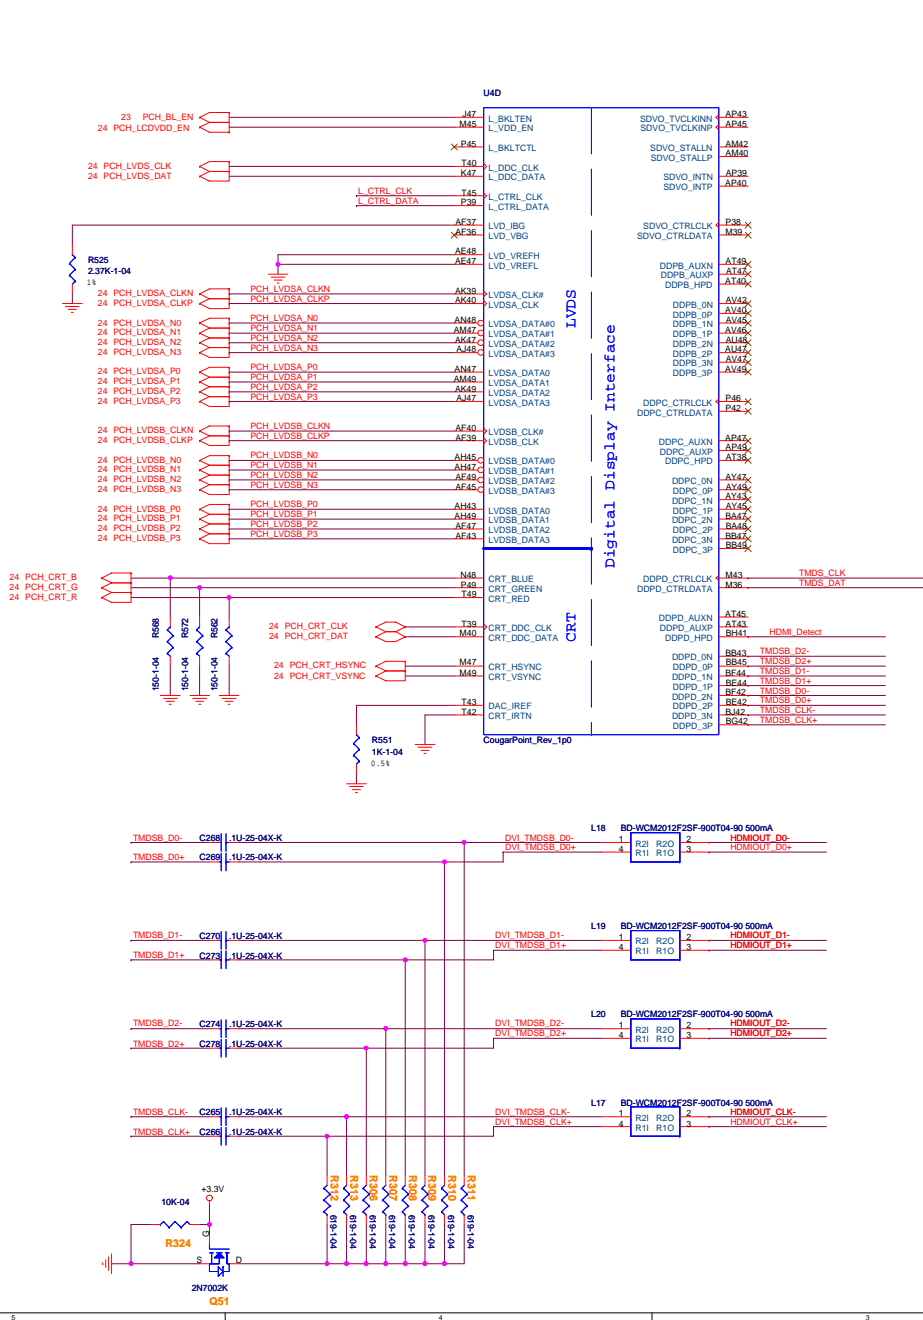 U4D
23 PCH_BL_EN J47 L_BKLTEN SDVO_TVCLKINN AP43
24 PCH_LCDVDD_EN M45 L_VDD_EN SDVO_TVCLKINP AP45
P45 L_BKLTCTL SDVO_STALLN AM42
SDVO_STALLP AM40
24 PCH_LVDS_CLK T40 L_DDC_CLK
24 PCH_LVDS_DAT K47 L_DDC_DATA SDVO_INTN AP39
SDVO_INTP AP40
L_CTRL_CLK T45 L_CTRL_CLK
L_CTRL_DATA P39 L_CTRL_DATA
AF37 LVD_IBG SDVO_CTRLCLK P38
AF36 LVD_VBG SDVO_CTRLDATA M39
R525
2.37K-1-04
1%
AE48 LVD_VREFH
AE47 LVD_VREFL DDPB_AUXN AT49
DDPB_AUXP AT47
DDPB_HPD AT40
24 PCH_LVDSA_CLKN PCH_LVDSA_CLKN AK39 LVDSA_CLK#
24 PCH_LVDSA_CLKP PCH_LVDSA_CLKP AK40 LVDSA_CLK DDPB_0N AV42
DDPB_0P AV40
24 PCH_LVDSA_N0 PCH_LVDSA_N0 AN48 LVDSA_DATA#0 DDPB_1N AV45
24 PCH_LVDSA_N1 PCH_LVDSA_N1 AM47 LVDSA_DATA#1 DDPB_1P AV46
24 PCH_LVDSA_N2 PCH_LVDSA_N2 AK47 LVDSA_DATA#2 DDPB_2N AU48
24 PCH_LVDSA_N3 PCH_LVDSA_N3 AJ48 LVDSA_DATA#3 DDPB_2P AU47
DDPB_3N AV47
24 PCH_LVDSA_P0 PCH_LVDSA_P0 AN47 LVDSA_DATA0 DDPB_3P AV49
24 PCH_LVDSA_P1 PCH_LVDSA_P1 AM49 LVDSA_DATA1
24 PCH_LVDSA_P2 PCH_LVDSA_P2 AK49 LVDSA_DATA2
24 PCH_LVDSA_P3 PCH_LVDSA_P3 AJ47 LVDSA_DATA3 DDPC_CTRLCLK P46
DDPC_CTRLDATA P42
LVDS
Digital Display Interface
24 PCH_LVDSB_CLKN PCH_LVDSB_CLKN AF40 LVDSB_CLK#
24 PCH_LVDSB_CLKP PCH_LVDSB_CLKP AF39 LVDSB_CLK DDPC_AUXN AP47
DDPC_AUXP AP49
24 PCH_LVDSB_N0 PCH_LVDSB_N0 AH45 LVDSB_DATA#0 DDPC_HPD AT38
24 PCH_LVDSB_N1 PCH_LVDSB_N1 AH47 LVDSB_DATA#1
24 PCH_LVDSB_N2 PCH_LVDSB_N2 AF49 LVDSB_DATA#2 DDPC_0N AY47
24 PCH_LVDSB_N3 PCH_LVDSB_N3 AF45 LVDSB_DATA#3 DDPC_0P AY49
DDPC_1N AY43
24 PCH_LVDSB_P0 PCH_LVDSB_P0 AH43 LVDSB_DATA0 DDPC_1P AY45
24 PCH_LVDSB_P1 PCH_LVDSB_P1 AH49 LVDSB_DATA1 DDPC_2N BA47
24 PCH_LVDSB_P2 PCH_LVDSB_P2 AF47 LVDSB_DATA2 DDPC_2P BA48
24 PCH_LVDSB_P3 PCH_LVDSB_P3 AF43 LVDSB_DATA3 DDPC_3N BB47
DDPC_3P BB49
24 PCH_CRT_B N48 CRT_BLUE DDPD_CTRLCLK M43 TMDS_CLK
24 PCH_CRT_G P49 CRT_GREEN DDPD_CTRLDATA M36 TMDS_DAT
24 PCH_CRT_R T49 CRT_RED
DDPD_AUXN AT45
24 PCH_CRT_CLK T39 CRT_DDC_CLK DDPD_AUXP AT43
24 PCH_CRT_DAT M40 CRT_DDC_DATA DDPD_HPD BH41 HDMI_Detect
CRT
R568 R572 R562
150-1-04 150-1-04 150-1-04
DDPD_0N BB43 TMDSB_D2-
24 PCH_CRT_HSYNC M47 CRT_HSYNC DDPD_0P BB45 TMDSB_D2+
24 PCH_CRT_VSYNC M49 CRT_VSYNC DDPD_1N BF44 TMDSB_D1-
DDPD_1P BE44 TMDSB_D1+
DDPD_2N BF42 TMDSB_D0-
T43 DAC_IREF DDPD_2P BE42 TMDSB_D0+
T42 CRT_IRTN DDPD_3N BJ42 TMDSB_CLK-
DDPD_3P BG42 TMDSB_CLK+
R551
1K-1-04
0.5%
CougarPoint_Rev_1p0
L18 BD-WCM2012F2SF-900T04-90 500mA
TMDSB_D0- C268 .1U-25-04X-K DVI_TMDSB_D0- 1 R2I R2O 2 HDMIOUT_D0-
TMDSB_D0+ C269 .1U-25-04X-K DVI_TMDSB_D0+ 4 R1I R1O 3 HDMIOUT_D0+
L19 BD-WCM2012F2SF-900T04-90 500mA
TMDSB_D1- C270 .1U-25-04X-K DVI_TMDSB_D1- 1 R2I R2O 2 HDMIOUT_D1-
TMDSB_D1+ C273 .1U-25-04X-K DVI_TMDSB_D1+ 4 R1I R1O 3 HDMIOUT_D1+
L20 BD-WCM2012F2SF-900T04-90 500mA
TMDSB_D2- C274 .1U-25-04X-K DVI_TMDSB_D2- 1 R2I R2O 2 HDMIOUT_D2-
TMDSB_D2+ C278 .1U-25-04X-K DVI_TMDSB_D2+ 4 R1I R1O 3 HDMIOUT_D2+
L17 BD-WCM2012F2SF-900T04-90 500mA
TMDSB_CLK- C265 .1U-25-04X-K DVI_TMDSB_CLK- 1 R2I R2O 2 HDMIOUT_CLK-
TMDSB_CLK+ C266 .1U-25-04X-K DVI_TMDSB_CLK+ 4 R1I R1O 3 HDMIOUT_CLK+
R312 R313 R306 R307 R308 R309 R310 R311
619-1-04 619-1-04 619-1-04 619-1-04 619-1-04 619-1-04 619-1-04 619-1-04
+3.3V
10K-04
R324
G
S D
2N7002K
Q51
5 4 3